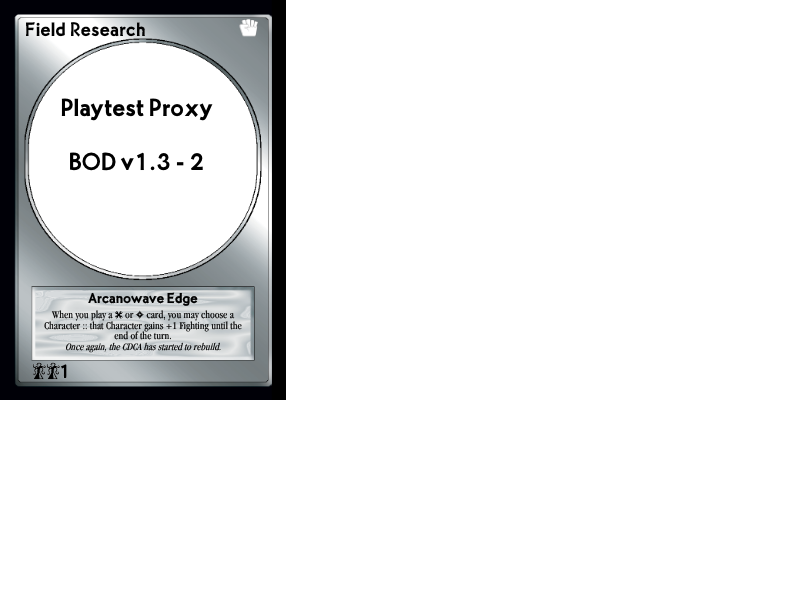 Field Research
Playtest Proxy
BOD v1.3 - 2
Arcanowave Edge
When you play a ✖ or ❖ card, you may choose a
Character :: that Character gains +1 Fighting until the
end of the turn.
Once again, the CDCA has started to rebuild.
1